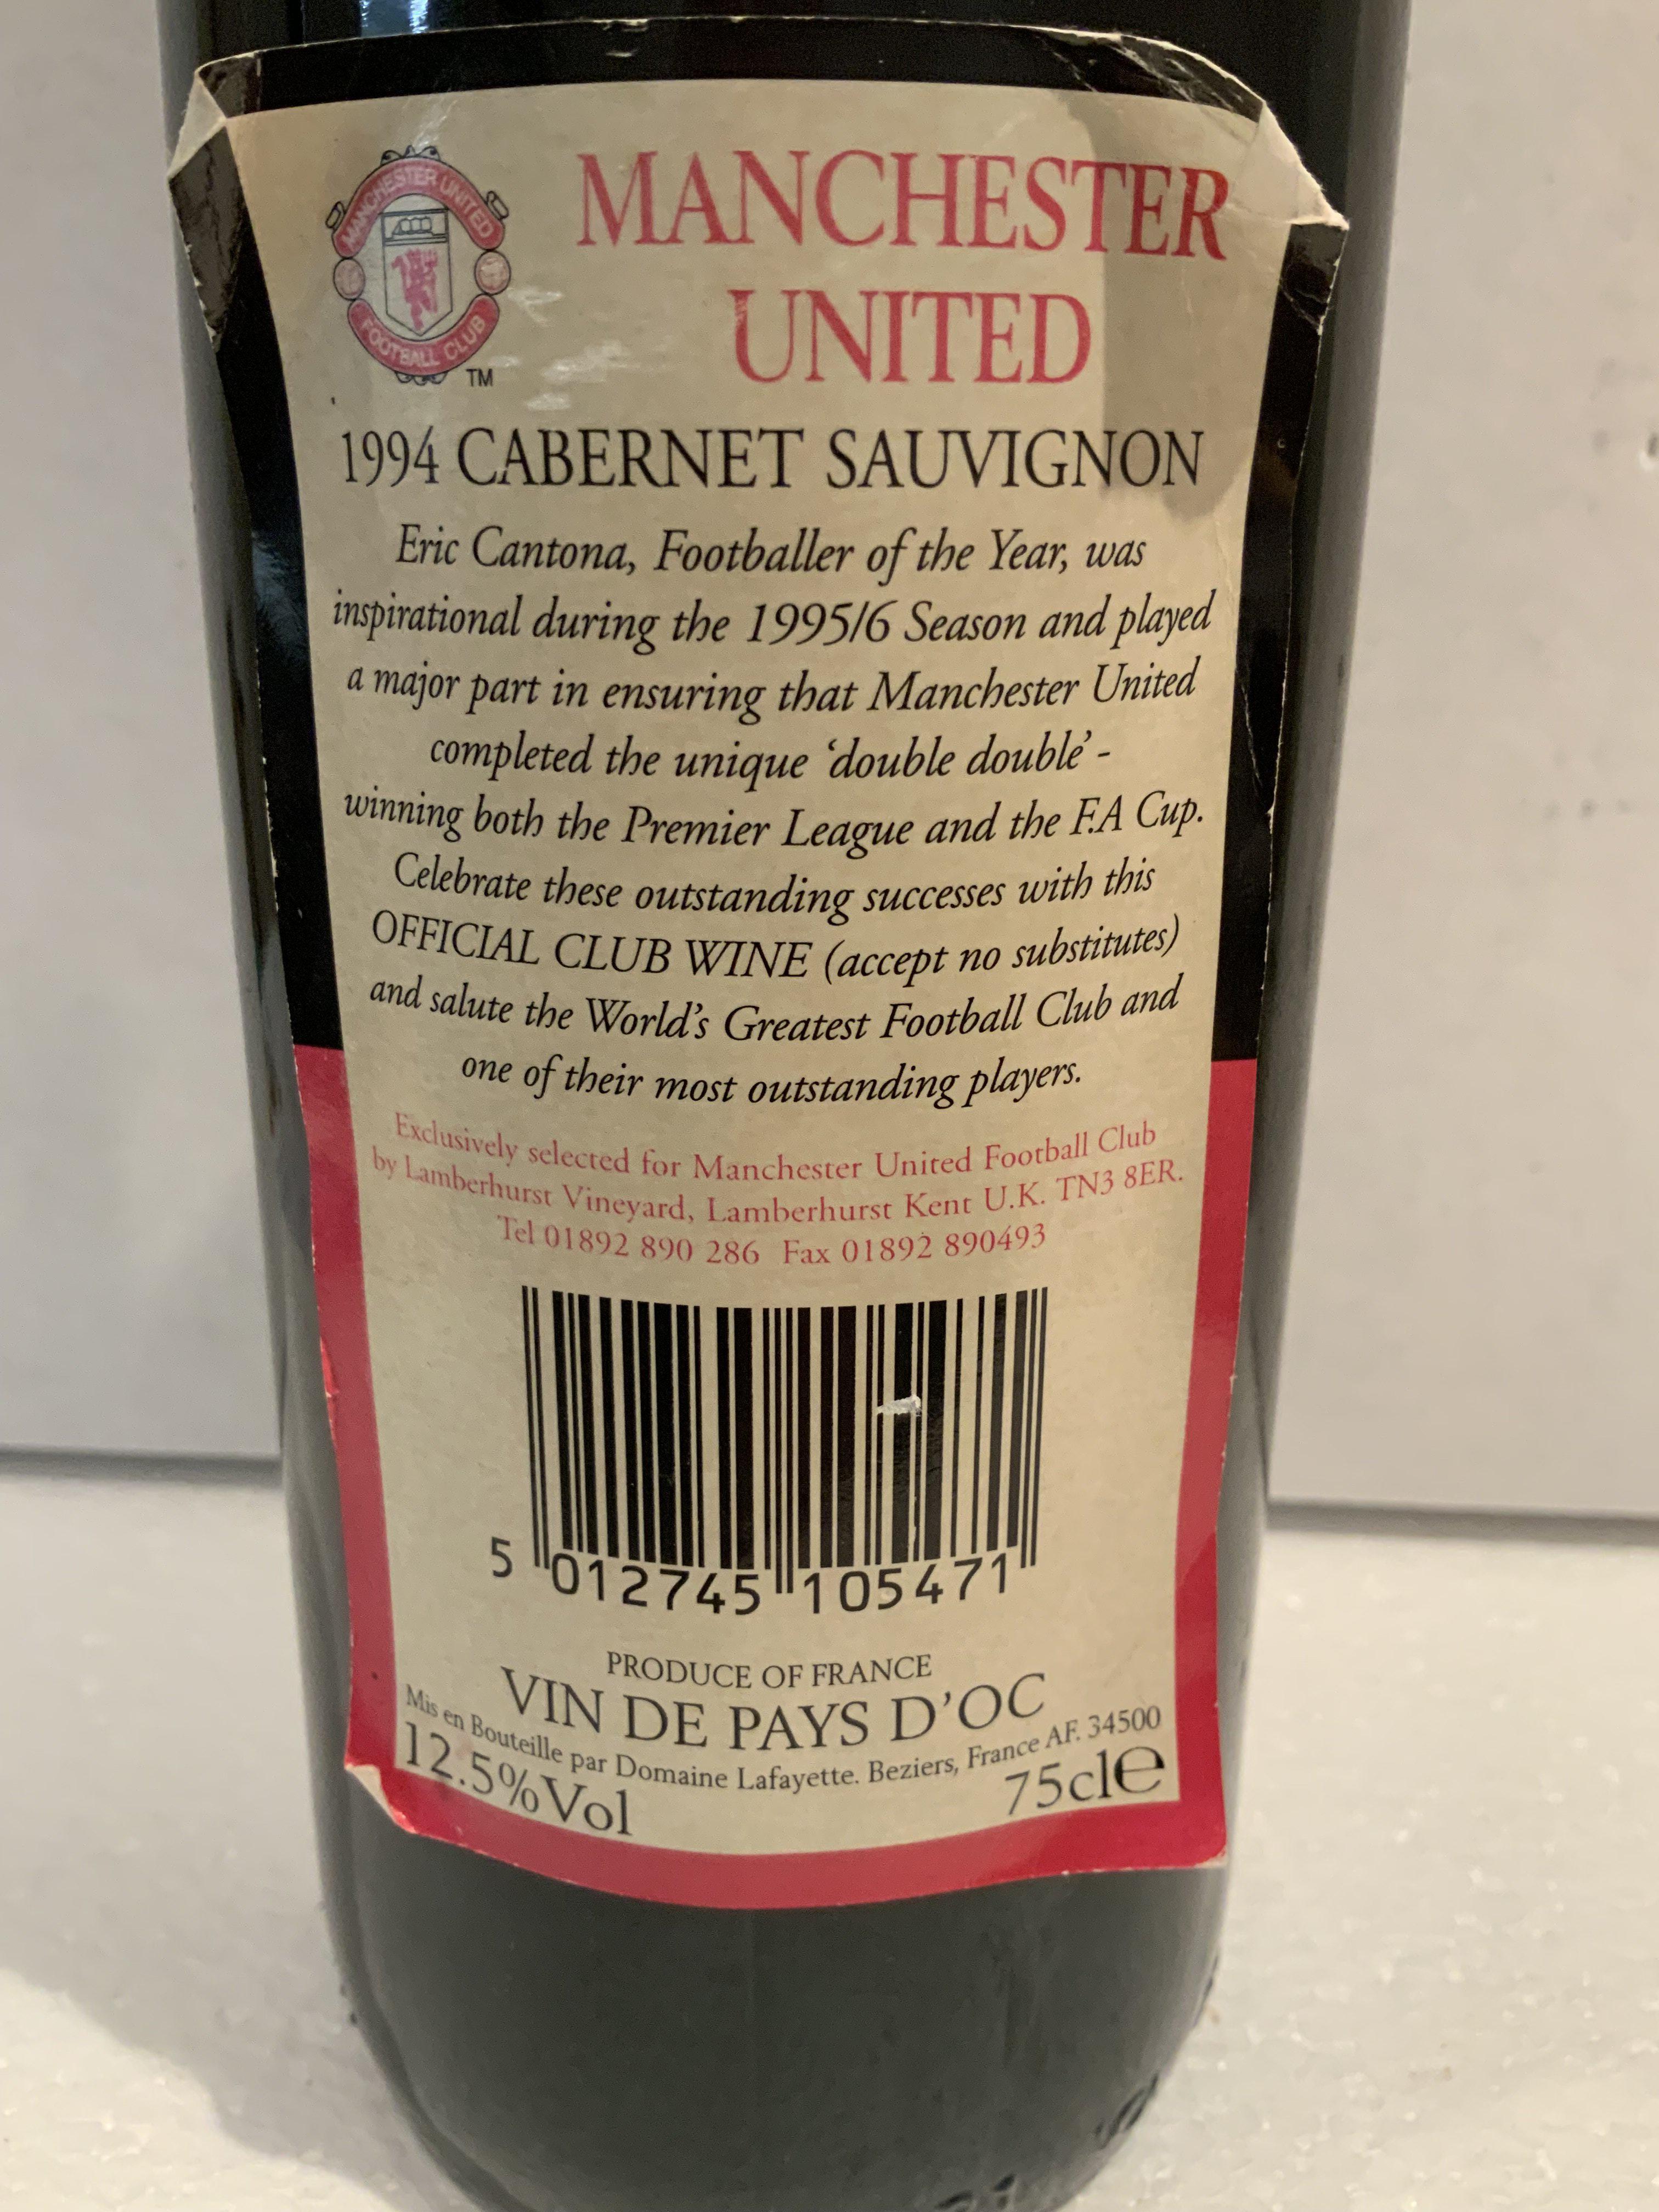 MANCHESTER UNITED
FOOTBALL CLUB
TM
MANCHESTER
UNITED
1994 CABERNET SAUVIGNON
Eric Cantona, Footballer of the Year, was
inspirational during the 1995/6 Season and played
a major part in ensuring that Manchester United
completed the unique ‘double double’ -
winning both the Premier League and the F.A Cup.
Celebrate these outstanding successes with this
OFFICIAL CLUB WINE (accept no substitutes)
and salute the World's Greatest Football Club and
one of their most outstanding players.
Exclusively selected for Manchester United Football Club
by Lamberhurst Vineyard, Lamberhurst Kent U.K. TN3 8ER.
Tel 01892 890 286 Fax 01892 890493
5 012745 105471
PRODUCE OF FRANCE
VIN DE PAYS D'OC
Mis en Bouteille par Domaine Lafayette. Beziers, France AF. 34500
12.5%Vol 75cl e